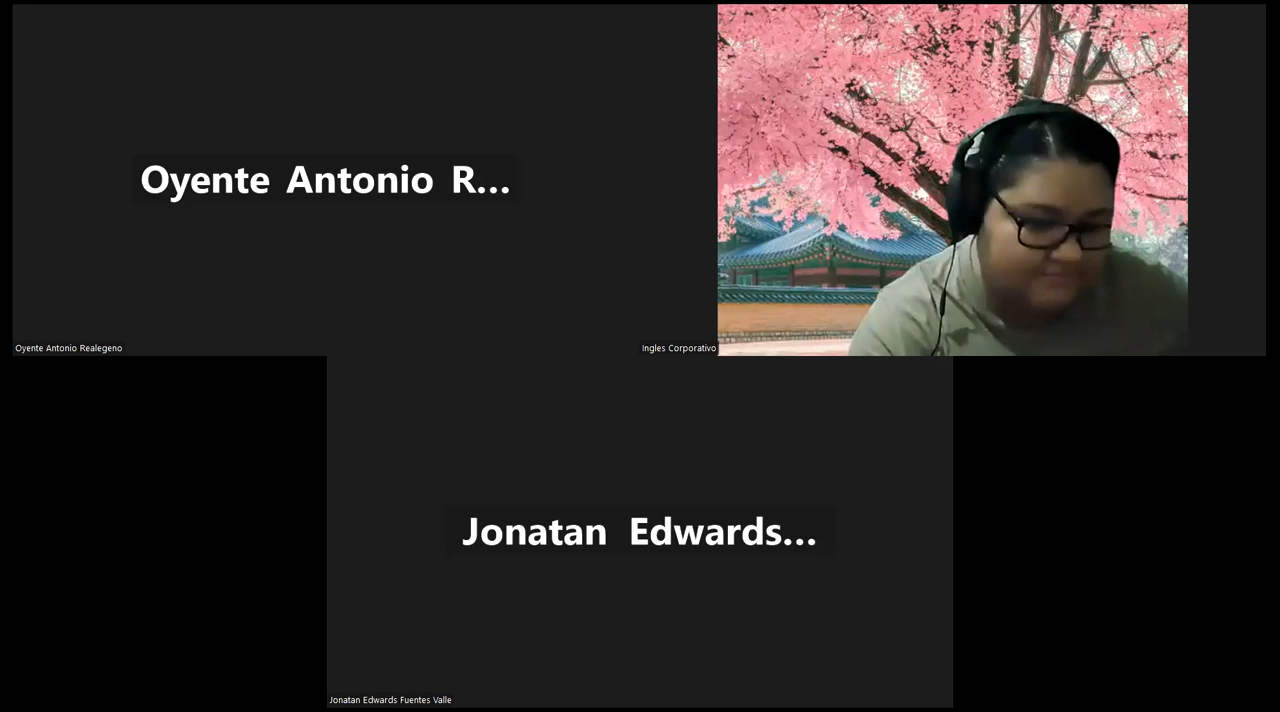 Oyente Antonio R...
Oyente Antonio Realegeno
Ingles Corporativo
Jonatan Edwards...
Jonatan Edwards Fuentes Valle